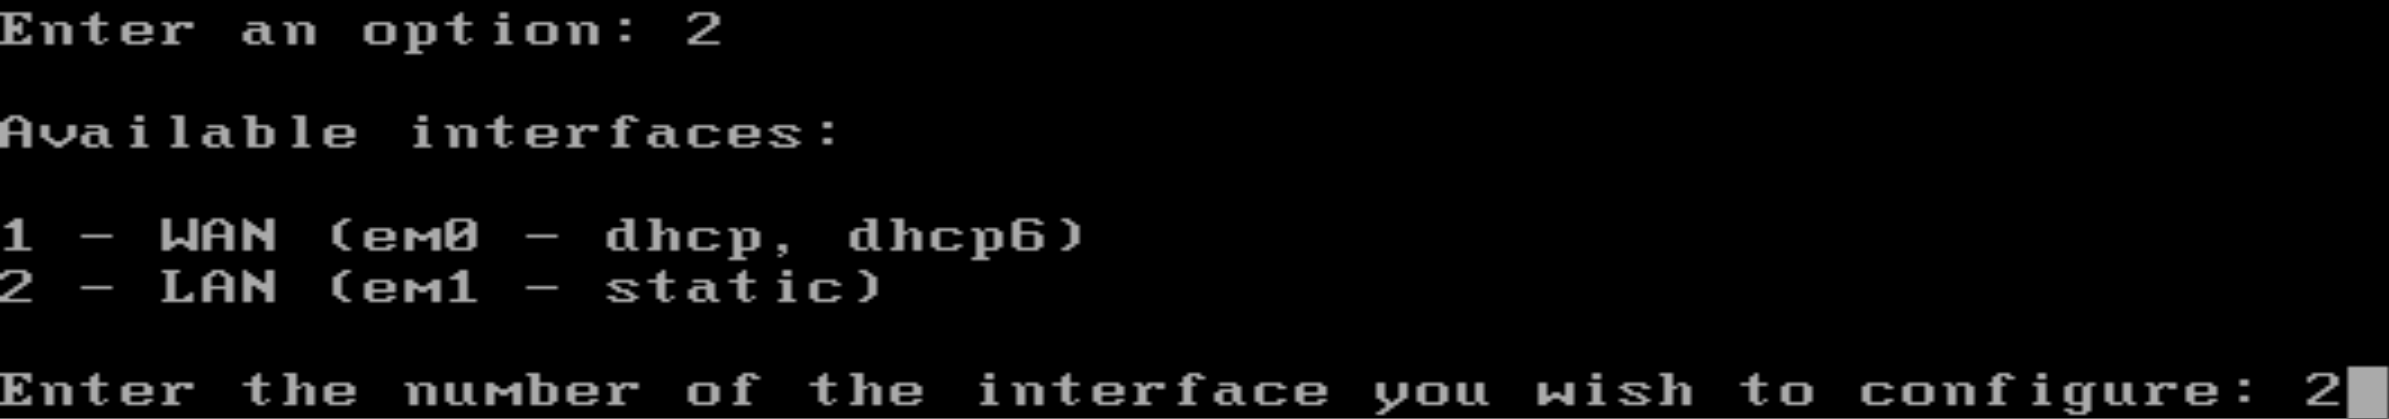 Enter an option: 2
Available interfaces:
1 - WAN (em0 - dhcp, dhcp6)
2 - LAN (em1 - static)
Enter the number of the interface you wish to configure: 2